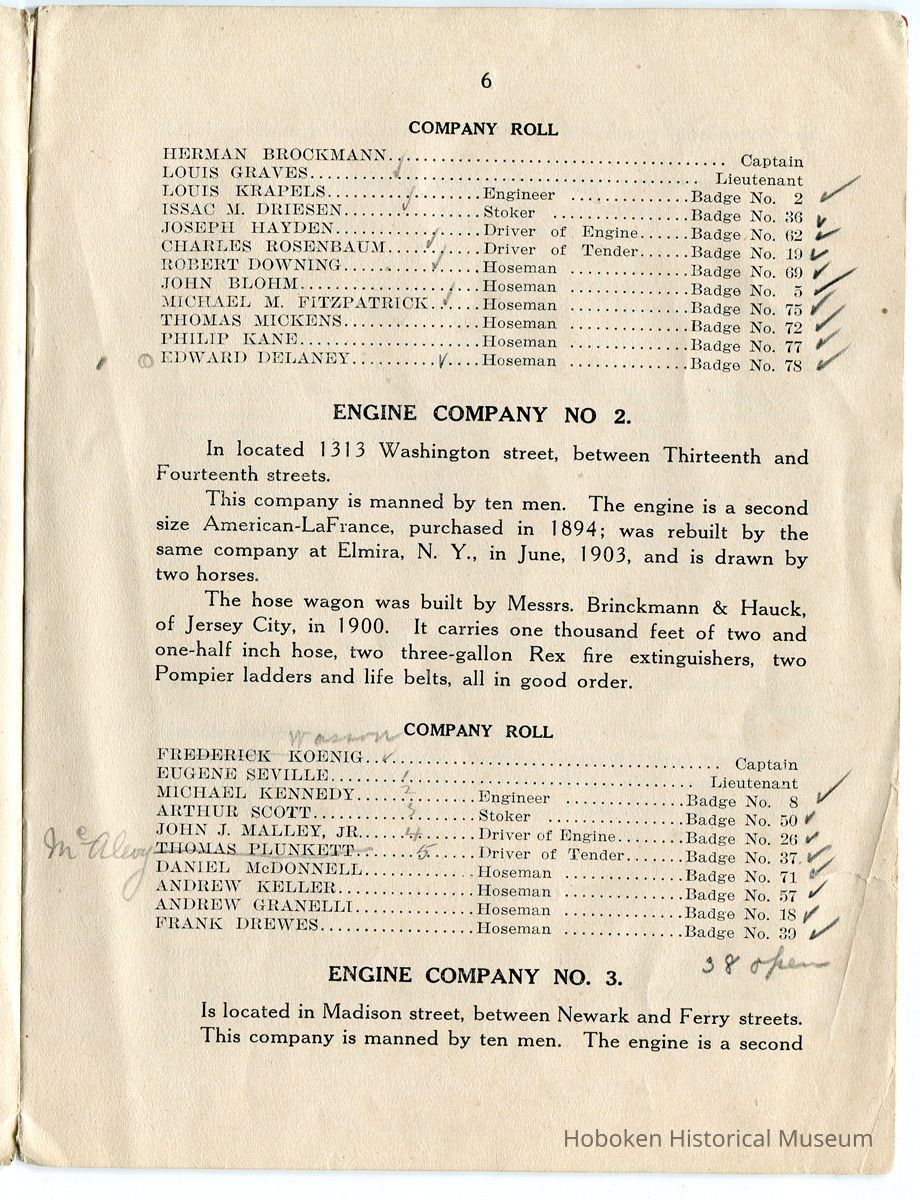 6
COMPANY ROLL
HERMAN BROCKMANN........................................ Captain
LOUIS GRAVES.............................................. Lieutenant
LOUIS KRAPELS....................Engineer ..............Badge No. 2
ISSAC M. DRIESEN.................Stoker ................Badge No. 36
JOSEPH HAYDEN...................Driver of Engine......Badge No. 62
CHARLES ROSENBAUM............Driver of Tender......Badge No. 19
ROBERT DOWNING.................Hoseman ..............Badge No. 69
JOHN BLOHM.......................Hoseman ..............Badge No. 5
MICHAEL M. FITZPATRICK.......Hoseman ..............Badge No. 75
THOMAS MICKENS.................Hoseman ..............Badge No. 72
PHILIP KANE.......................Hoseman ..............Badge No. 77
EDWARD DELANEY................Hoseman ..............Badge No. 78
ENGINE COMPANY NO 2.
In located 1313 Washington street, between Thirteenth and
Fourteenth streets.
This company is manned by ten men. The engine is a second
size American-LaFrance, purchased in 1894; was rebuilt by the
same company at Elmira, N. Y., in June, 1903, and is drawn by
two horses.
The hose wagon was built by Messrs. Brinckmann & Hauck,
of Jersey City, in 1900. It carries one thousand feet of two and
one-half inch hose, two three-gallon Rex fire extinguishers, two
Pompier ladders and life belts, all in good order.
COMPANY ROLL
Wasson
FREDERICK KOENIG........................................ Captain
EUGENE SEVILLE.........1................................ Lieutenant
MICHAEL KENNEDY......2.........Engineer ..............Badge No. 8
ARTHUR SCOTT...........3.........Stoker ................Badge No. 50
JOHN J. MALLEY, JR.....4.........Driver of Engine.......Badge No. 26
McAlevy THOMAS PLUNKETT........5......Driver of Tender......Badge No. 37
DANIEL McDONNELL..............Hoseman ..............Badge No. 71
ANDREW KELLER.................Hoseman ..............Badge No. 57
ANDREW GRANELLI...............Hoseman ..............Badge No. 18
FRANK DREWES...................Hoseman ..............Badge No. 39
38 open
ENGINE COMPANY NO. 3.
Is located in Madison street, between Newark and Ferry streets.
This company is manned by ten men. The engine is a second
Hoboken Historical Museum